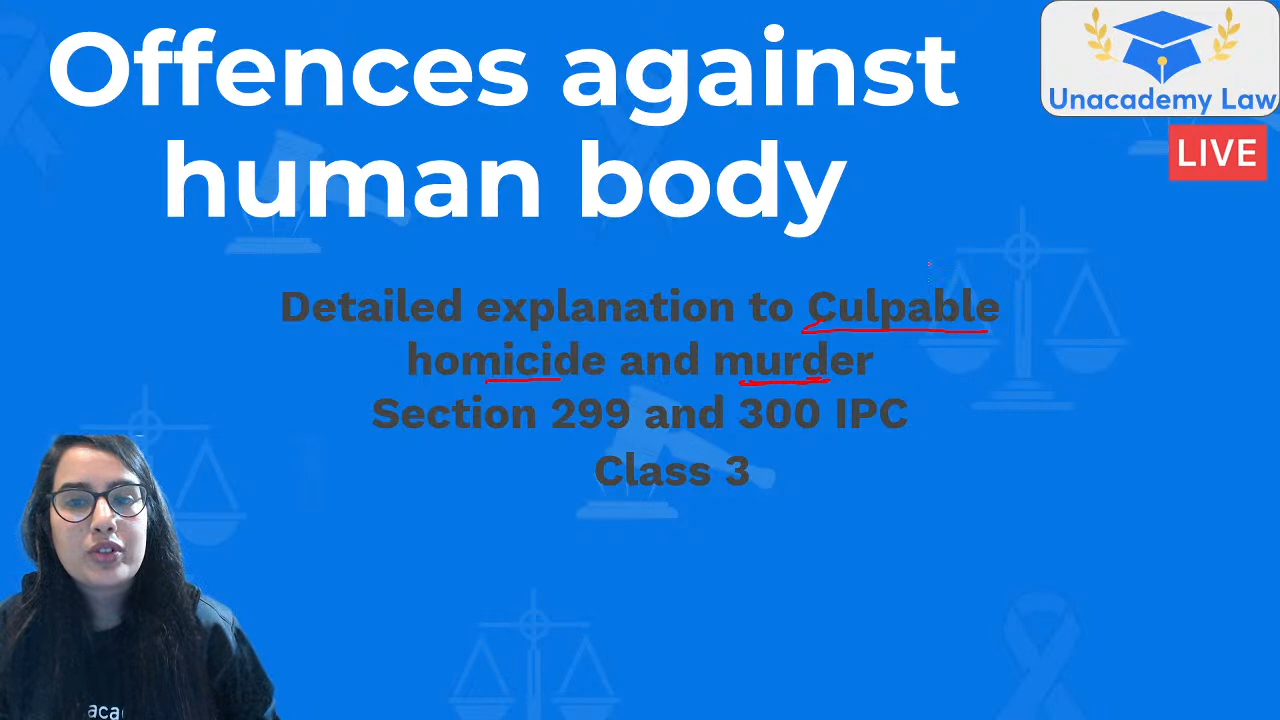 Offences against
human body
Unacademy Law
LIVE
Detailed explanation to Culpable
homicide and murder
Section 299 and 300 IPC
Class 3
aca